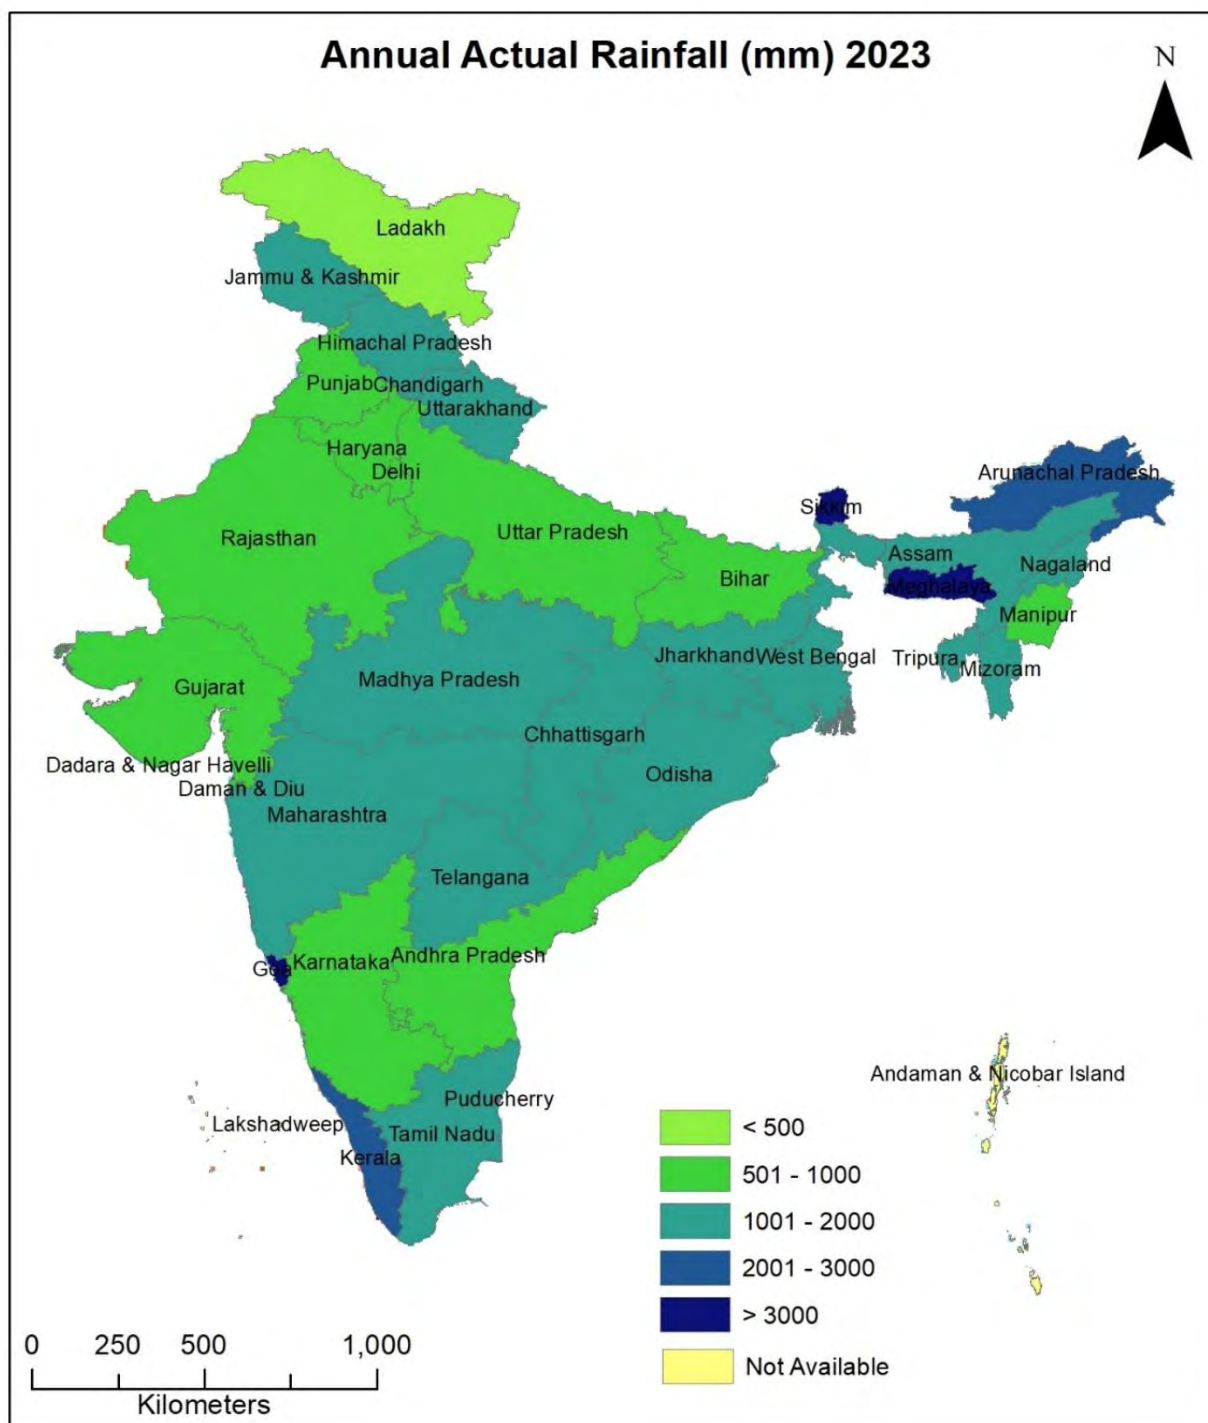 Annual Actual Rainfall (mm) 2023
N
Ladakh
Jammu & Kashmir
Himachal Pradesh
Punjab
Chandigarh
Uttarakhand
Haryana
Delhi
Arunachal Pradesh
Sikkim
Rajasthan
Uttar Pradesh
Assam
Nagaland
Bihar
Meghalaya
Manipur
Jharkhand
West Bengal
Tripura
Mizoram
Madhya Pradesh
Gujarat
Chhattisgarh
Dadara & Nagar Havelli
Odisha
Daman & Diu
Maharashtra
Telangana
Andhra Pradesh
Goa
Karnataka
Andaman & Nicobar Island
Puducherry
Lakshadweep
Tamil Nadu
Kerala
< 500
501 - 1000
1001 - 2000
2001 - 3000
> 3000
Not Available
0 250 500 1,000
Kilometers